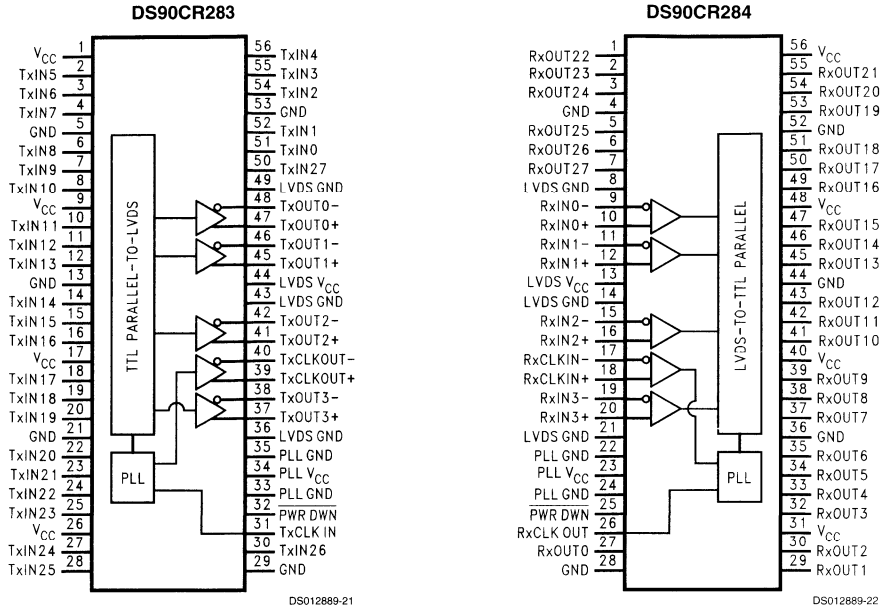 DS90CR283
VCC 1
TxIN5 2
TxIN6 3
TxIN7 4
GND 5
TxIN8 6
TxIN9 7
TxIN10 8
VCC 9
TxIN11 10
TxIN12 11
TxIN13 12
GND 13
TxIN14 14
TxIN15 15
TxIN16 16
VCC 17
TxIN17 18
TxIN18 19
TxIN19 20
GND 21
TxIN20 22
TxIN21 23
TxIN22 24
TxIN23 25
VCC 26
TxIN24 27
TxIN25 28
TTL PARALLEL-TO-LVDS
PLL
56 TxIN4
55 TxIN3
54 TxIN2
53 GND
52 TxIN1
51 TxIN0
50 TxIN27
49 LVDS GND
48 TxOUT0-
47 TxOUT0+
46 TxOUT1-
45 TxOUT1+
44 LVDS VCC
43 LVDS GND
42 TxOUT2-
41 TxOUT2+
40 TxCLKOUT-
39 TxCLKOUT+
38 TxOUT3-
37 TxOUT3+
36 LVDS GND
35 PLL GND
34 PLL VCC
33 PLL GND
32 PWR DWN
31 TxCLK IN
30 TxIN26
29 GND
DS012889-21
DS90CR284
RxOUT22 1
RxOUT23 2
RxOUT24 3
GND 4
RxOUT25 5
RxOUT26 6
RxOUT27 7
LVDS GND 8
RxIN0- 9
RxIN0+ 10
RxIN1- 11
RxIN1+ 12
LVDS VCC 13
LVDS GND 14
RxIN2- 15
RxIN2+ 16
RxCLKIN- 17
RxCLKIN+ 18
RxIN3- 19
RxIN3+ 20
LVDS GND 21
PLL GND 22
PLL VCC 23
PLL GND 24
PWR DWN 25
RxCLK OUT 26
RxOUT0 27
GND 28
LVDS-TO-TTL PARALLEL
PLL
56 VCC
55 RxOUT21
54 RxOUT20
53 RxOUT19
52 GND
51 RxOUT18
50 RxOUT17
49 RxOUT16
48 VCC
47 RxOUT15
46 RxOUT14
45 RxOUT13
44 GND
43 RxOUT12
42 RxOUT11
41 RxOUT10
40 VCC
39 RxOUT9
38 RxOUT8
37 RxOUT7
36 GND
35 RxOUT6
34 RxOUT5
33 RxOUT4
32 RxOUT3
31 VCC
30 RxOUT2
29 RxOUT1
DS012889-22